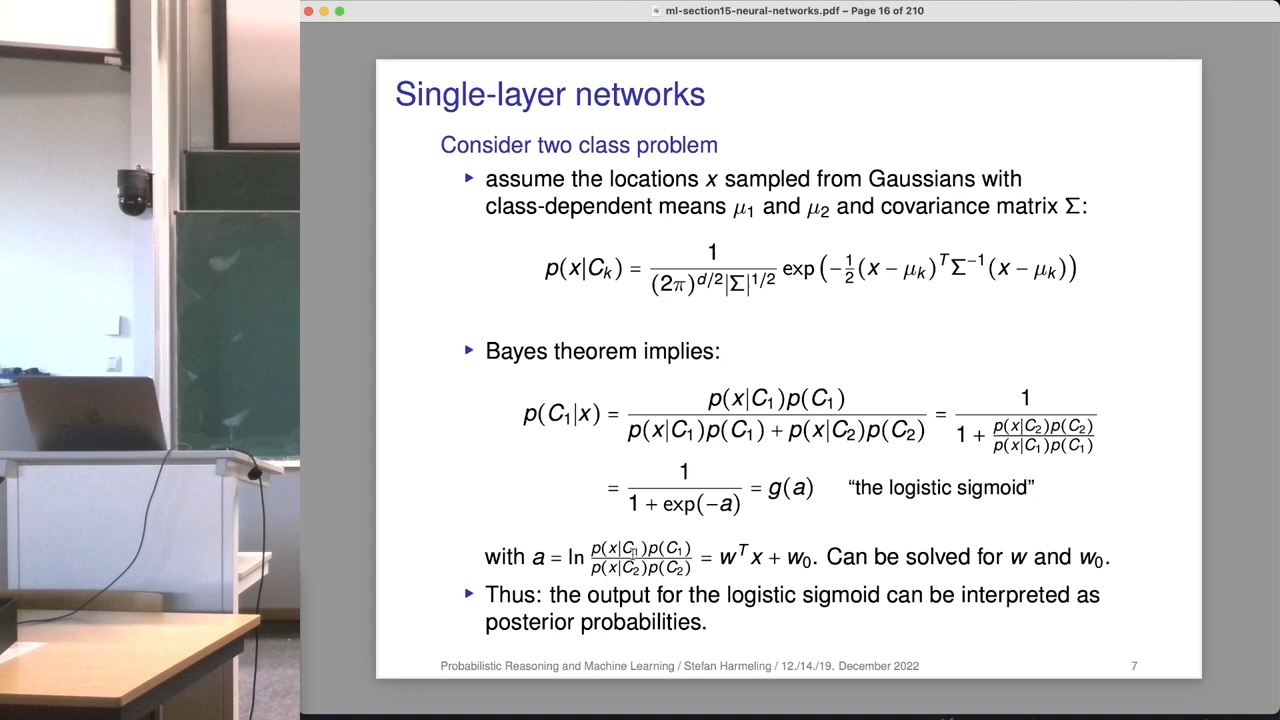 ml-section15-neural-networks.pdf – Page 16 of 210
Single-layer networks
Consider two class problem
▸ assume the locations x sampled from Gaussians with
class-dependent means μ₁ and μ₂ and covariance matrix Σ:
p(x|Cₖ) = 1 / ((2π)^{d/2}|Σ|^{1/2}) exp (−½(x − μₖ)ᵀΣ⁻¹(x − μₖ))
▸ Bayes theorem implies:
p(C₁|x) = p(x|C₁)p(C₁) / (p(x|C₁)p(C₁) + p(x|C₂)p(C₂)) = 1 / (1 + p(x|C₂)p(C₂) / p(x|C₁)p(C₁))
= 1 / (1 + exp(−a)) = g(a) “the logistic sigmoid”
with a = ln p(x|C₁)p(C₁) / p(x|C₂)p(C₂) = wᵀx + w₀. Can be solved for w and w₀.
▸ Thus: the output for the logistic sigmoid can be interpreted as
posterior probabilities.
Probabilistic Reasoning and Machine Learning / Stefan Harmeling / 12./14./19. December 2022 7